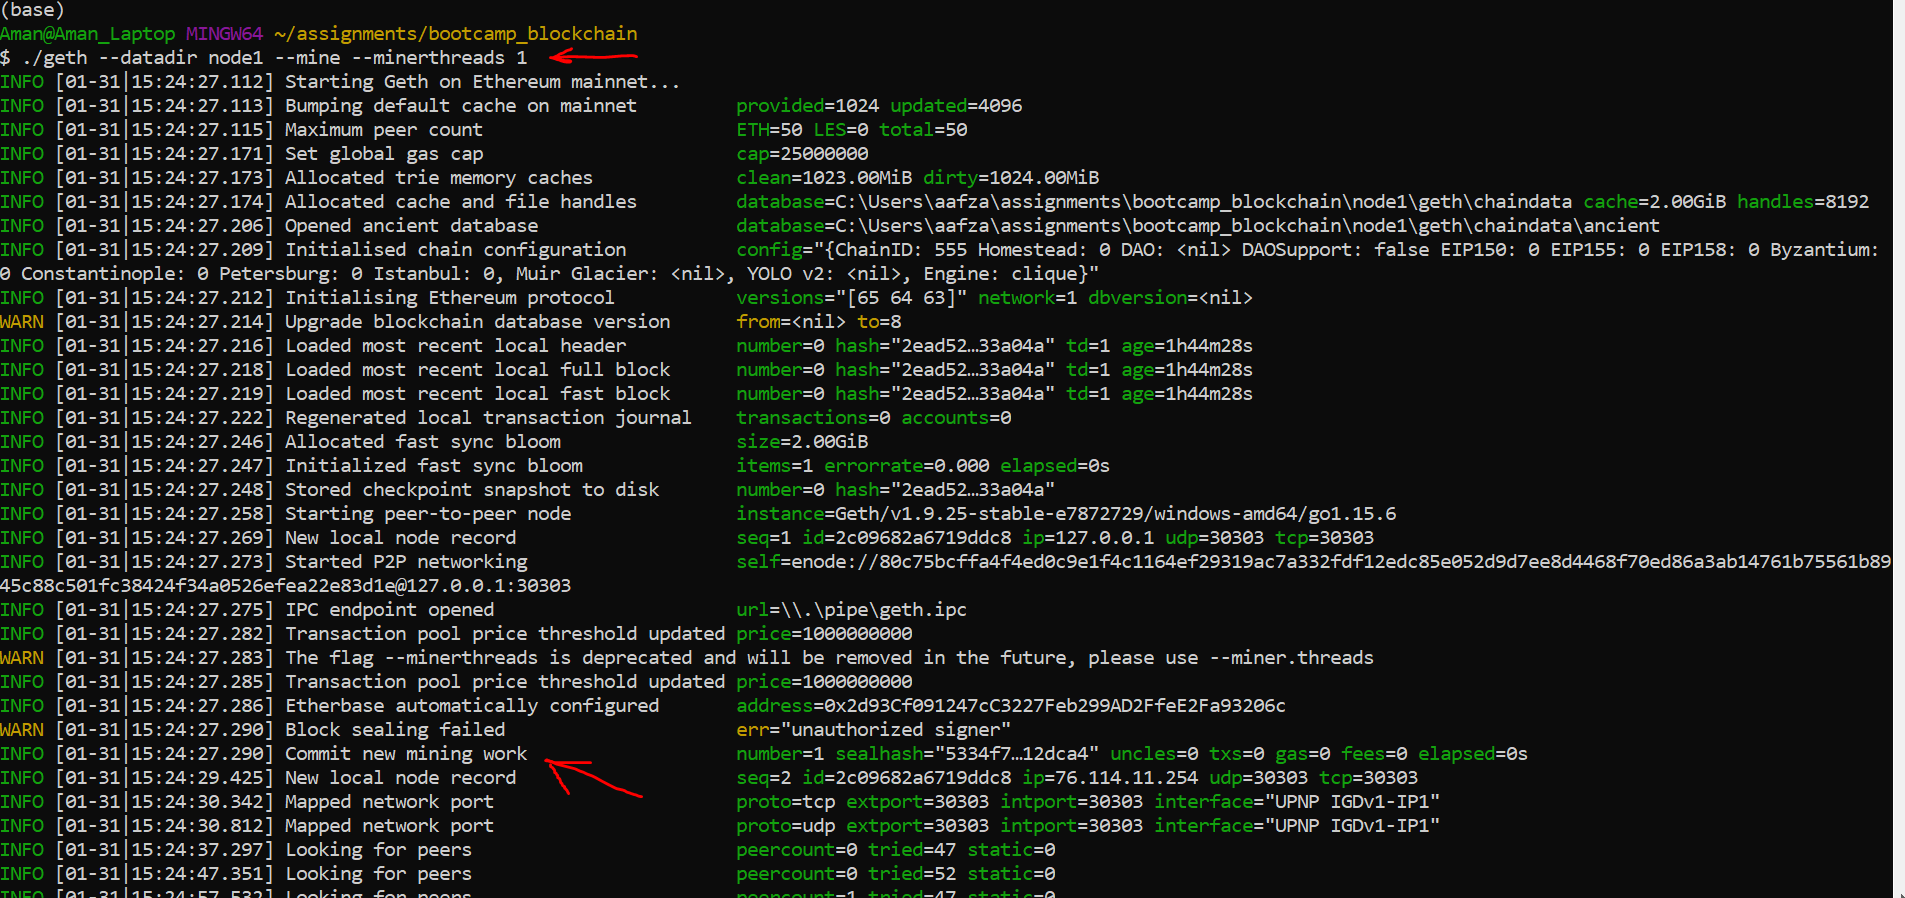 (base)
Aman@Aman_Laptop MINGW64 ~/assignments/bootcamp_blockchain
$ ./geth --datadir node1 --mine --minerthreads 1
INFO [01-31|15:24:27.112] Starting Geth on Ethereum mainnet...
INFO [01-31|15:24:27.113] Bumping default cache on mainnet         provided=1024 updated=4096
INFO [01-31|15:24:27.115] Maximum peer count                       ETH=50 LES=0 total=50
INFO [01-31|15:24:27.171] Set global gas cap                       cap=25000000
INFO [01-31|15:24:27.173] Allocated trie memory caches             clean=1023.00MiB dirty=1024.00MiB
INFO [01-31|15:24:27.174] Allocated cache and file handles         database=C:\Users\aafza\assignments\bootcamp_blockchain\node1\geth\chaindata cache=2.00GiB handles=8192
INFO [01-31|15:24:27.206] Opened ancient database                  database=C:\Users\aafza\assignments\bootcamp_blockchain\node1\geth\chaindata\ancient
INFO [01-31|15:24:27.209] Initialised chain configuration          config="{ChainID: 555 Homestead: 0 DAO: <nil> DAOSupport: false EIP150: 0 EIP155: 0 EIP158: 0 Byzantium:
0 Constantinople: 0 Petersburg: 0 Istanbul: 0, Muir Glacier: <nil>, YOLO v2: <nil>, Engine: clique}"
INFO [01-31|15:24:27.212] Initialising Ethereum protocol           versions="[65 64 63]" network=1 dbversion=<nil>
WARN [01-31|15:24:27.214] Upgrade blockchain database version      from=<nil> to=8
INFO [01-31|15:24:27.216] Loaded most recent local header          number=0 hash="2ead52…33a04a" td=1 age=1h44m28s
INFO [01-31|15:24:27.218] Loaded most recent local full block      number=0 hash="2ead52…33a04a" td=1 age=1h44m28s
INFO [01-31|15:24:27.219] Loaded most recent local fast block      number=0 hash="2ead52…33a04a" td=1 age=1h44m28s
INFO [01-31|15:24:27.222] Regenerated local transaction journal    transactions=0 accounts=0
INFO [01-31|15:24:27.246] Allocated fast sync bloom                size=2.00GiB
INFO [01-31|15:24:27.247] Initialized fast sync bloom              items=1 errorrate=0.000 elapsed=0s
INFO [01-31|15:24:27.248] Stored checkpoint snapshot to disk       number=0 hash="2ead52…33a04a"
INFO [01-31|15:24:27.258] Starting peer-to-peer node               instance=Geth/v1.9.25-stable-e7872729/windows-amd64/go1.15.6
INFO [01-31|15:24:27.269] New local node record                    seq=1 id=2c09682a6719ddc8 ip=127.0.0.1 udp=30303 tcp=30303
INFO [01-31|15:24:27.273] Started P2P networking                   self=enode://80c75bcffa4f4ed0c9e1f4c1164ef29319ac7a332fdf12edc85e052d9d7ee8d4468f70ed86a3ab14761b75561b89
45c88c501fc38424f34a0526efea22e83d1e@127.0.0.1:30303
INFO [01-31|15:24:27.275] IPC endpoint opened                      url=\\.\pipe\geth.ipc
INFO [01-31|15:24:27.282] Transaction pool price threshold updated price=1000000000
WARN [01-31|15:24:27.283] The flag --minerthreads is deprecated and will be removed in the future, please use --miner.threads
INFO [01-31|15:24:27.285] Transaction pool price threshold updated price=1000000000
INFO [01-31|15:24:27.286] Etherbase automatically configured       address=0x2d93Cf091247cC3227Feb299AD2FfeE2Fa93206c
WARN [01-31|15:24:27.290] Block sealing failed                     err="unauthorized signer"
INFO [01-31|15:24:27.290] Commit new mining work                   number=1 sealhash="5334f7…12dca4" uncles=0 txs=0 gas=0 fees=0 elapsed=0s
INFO [01-31|15:24:29.425] New local node record                    seq=2 id=2c09682a6719ddc8 ip=76.114.11.254 udp=30303 tcp=30303
INFO [01-31|15:24:30.342] Mapped network port                      proto=tcp extport=30303 intport=30303 interface="UPNP IGDv1-IP1"
INFO [01-31|15:24:30.812] Mapped network port                      proto=udp extport=30303 intport=30303 interface="UPNP IGDv1-IP1"
INFO [01-31|15:24:37.297] Looking for peers                        peercount=0 tried=47 static=0
INFO [01-31|15:24:47.351] Looking for peers                        peercount=0 tried=52 static=0
INFO [01-31|15:24:57.532] Looking for peers                        peercount=1 tried=47 static=0